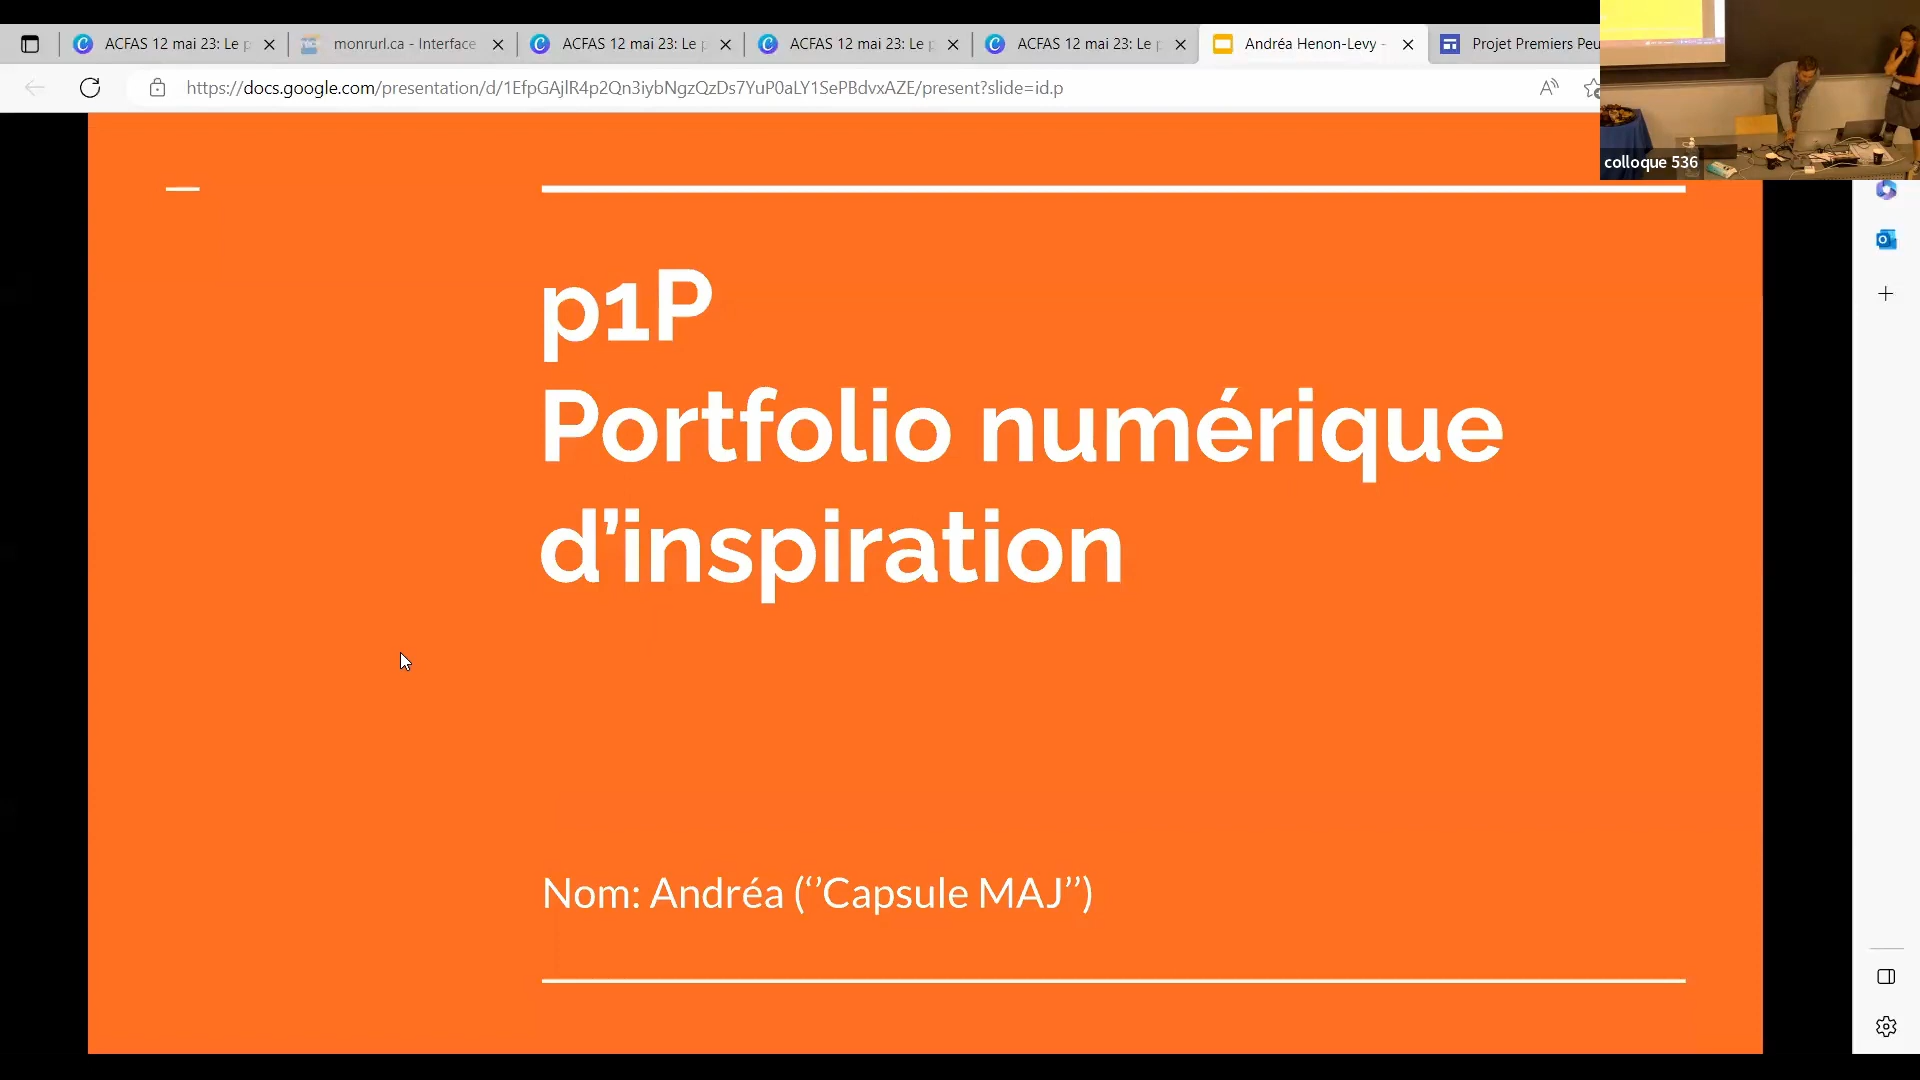 ACFAS 12 mai 23: Le p
monrurl.ca - Interface
ACFAS 12 mai 23: Le p
ACFAS 12 mai 23: Le p
ACFAS 12 mai 23: Le p
Andréa Henon-Levy -
Projet Premiers Peu
https://docs.google.com/presentation/d/1EfpGAjlR4p2Qn3iybNgzQzDs7YuP0aLY1SePBdvxAZE/present?slide=id.p
colloque 536
p1P
Portfolio numérique
d’inspiration
Nom: Andréa (‘’Capsule MAJ’’)